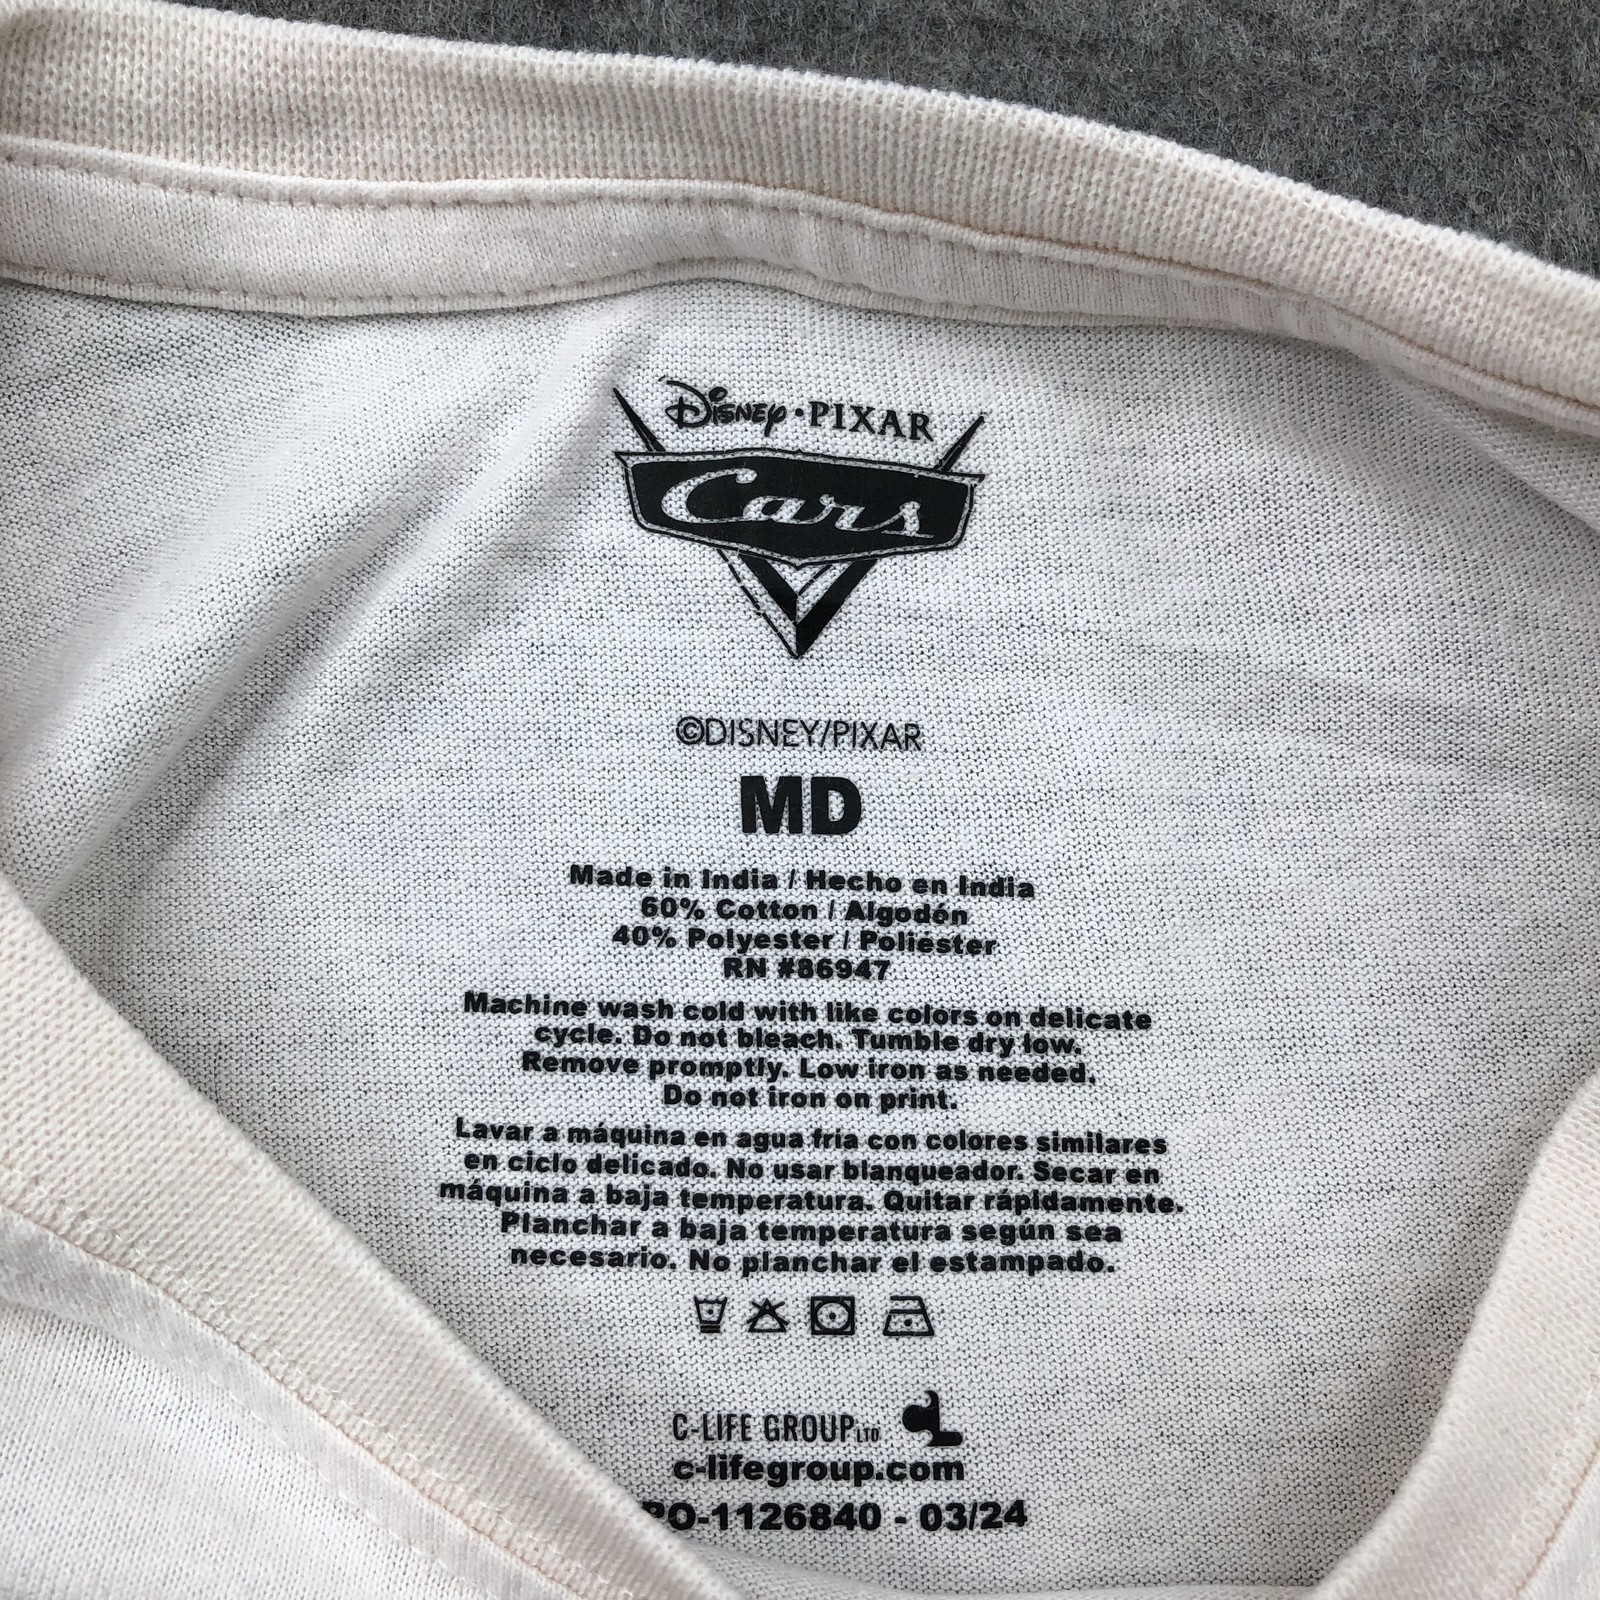 Disney·PIXAR
Cars
©DISNEY/PIXAR
MD
Made in India / Hecho en India
60% Cotton / Algodón
40% Polyester / Poliéster
RN #86947
Machine wash cold with like colors on delicate
cycle. Do not bleach. Tumble dry low.
Remove promptly. Low iron as needed.
Do not iron on print.
Lavar a máquina en agua fría con colores similares
en ciclo delicado. No usar blanqueador. Secar en
máquina a baja temperatura. Quitar rápidamente.
Planchar a baja temperatura según sea
necesario. No planchar el estampado.
C-LIFE GROUP LTD
c-lifegroup.com
PO-1126840 - 03/24